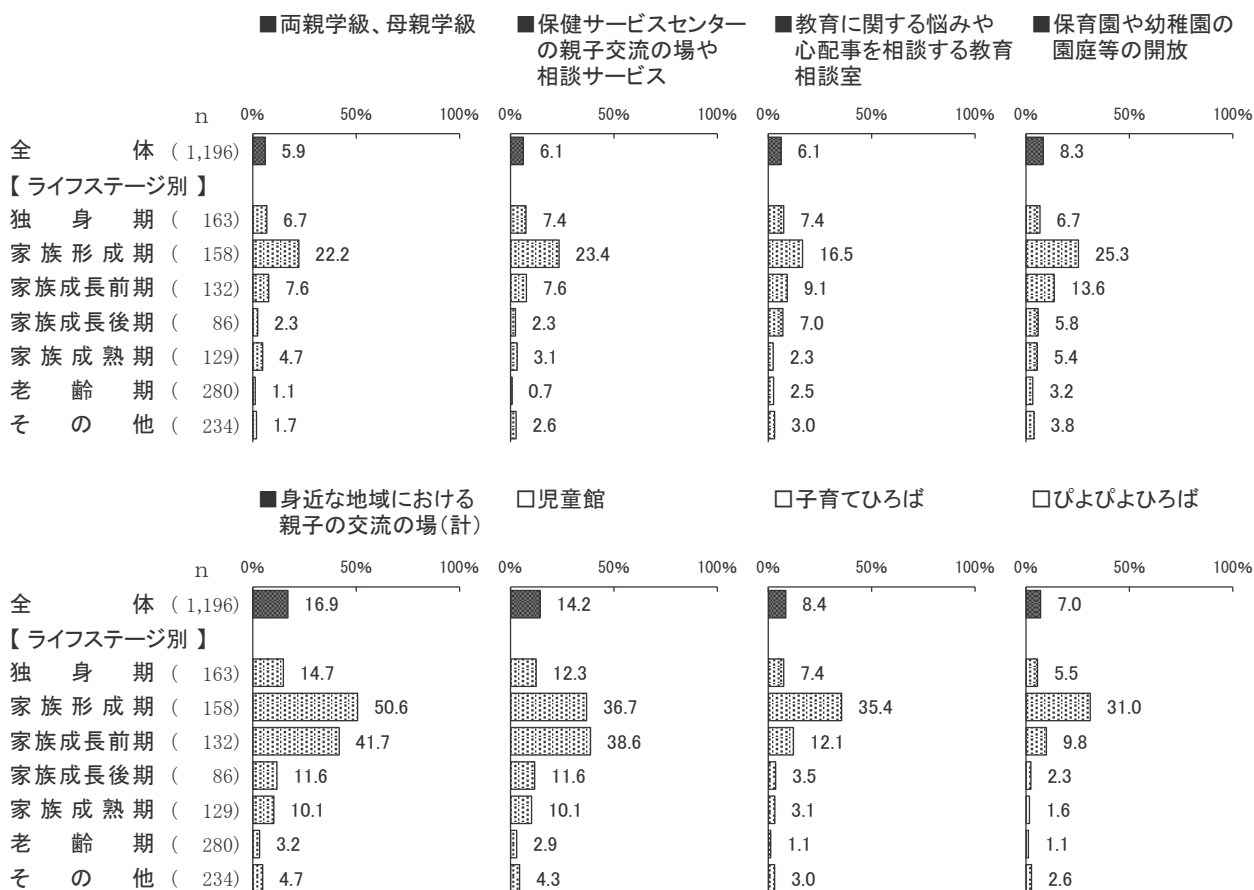 ■両親学級、母親学級 ■保健サービスセンター ■教育に関する悩みや ■保育園や幼稚園の
の親子交流の場や 心配事を相談する教育 園庭等の開放
相談サービス 相談室
n 0% 50% 100% 0% 50% 100% 0% 50% 100% 0% 50% 100%
全体 ( 1,196) 5.9 6.1 6.1 8.3
【 ライフステージ別 】
独身期 ( 163) 6.7 7.4 7.4 6.7
家族形成期 ( 158) 22.2 23.4 16.5 25.3
家族成長前期 ( 132) 7.6 7.6 9.1 13.6
家族成長後期 ( 86) 2.3 2.3 7.0 5.8
家族成熟期 ( 129) 4.7 3.1 2.3 5.4
老齢期 ( 280) 1.1 0.7 2.5 3.2
その他 ( 234) 1.7 2.6 3.0 3.8
■身近な地域における □児童館 □子育てひろば □ぴよぴよひろば
親子の交流の場(計)
n 0% 50% 100% 0% 50% 100% 0% 50% 100% 0% 50% 100%
全体 ( 1,196) 16.9 14.2 8.4 7.0
【 ライフステージ別 】
独身期 ( 163) 14.7 12.3 7.4 5.5
家族形成期 ( 158) 50.6 36.7 35.4 31.0
家族成長前期 ( 132) 41.7 38.6 12.1 9.8
家族成長後期 ( 86) 11.6 11.6 3.5 2.3
家族成熟期 ( 129) 10.1 10.1 3.1 1.6
老齢期 ( 280) 3.2 2.9 1.1 1.1
その他 ( 234) 4.7 4.3 3.0 2.6